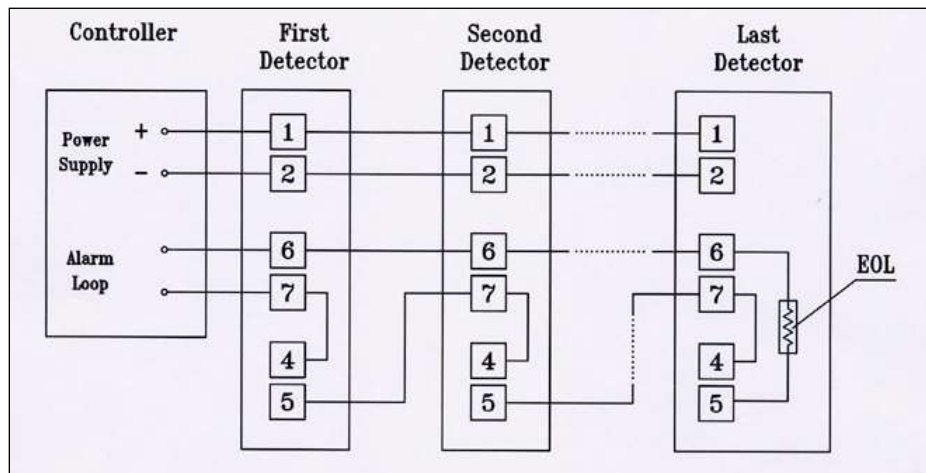 Controller
First
Detector
Second
Detector
Last
Detector
Power
Supply
+
−
Alarm
Loop
1
2
6
7
4
5
1
2
6
7
4
5
1
2
6
7
4
5
EOL